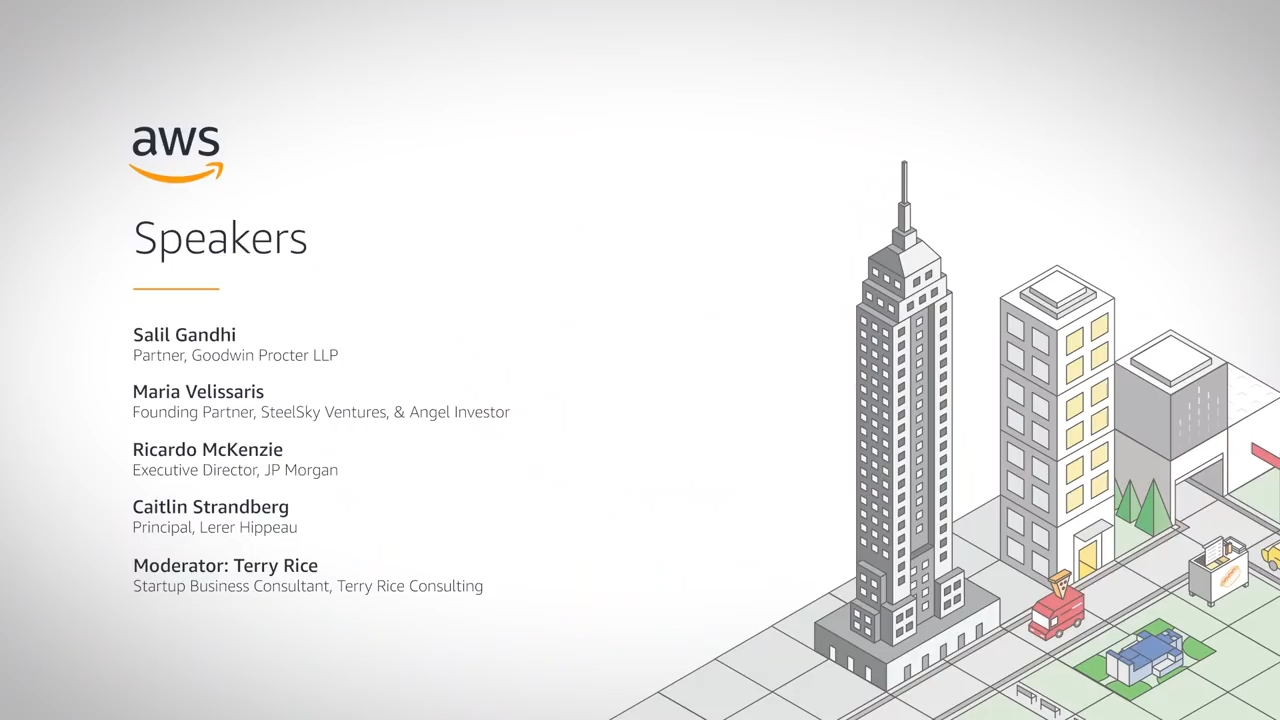 aws
Speakers
Salil Gandhi
Partner, Goodwin Procter LLP
Maria Velissaris
Founding Partner, SteelSky Ventures, & Angel Investor
Ricardo McKenzie
Executive Director, JP Morgan
Caitlin Strandberg
Principal, Lerer Hippeau
Moderator: Terry Rice
Startup Business Consultant, Terry Rice Consulting